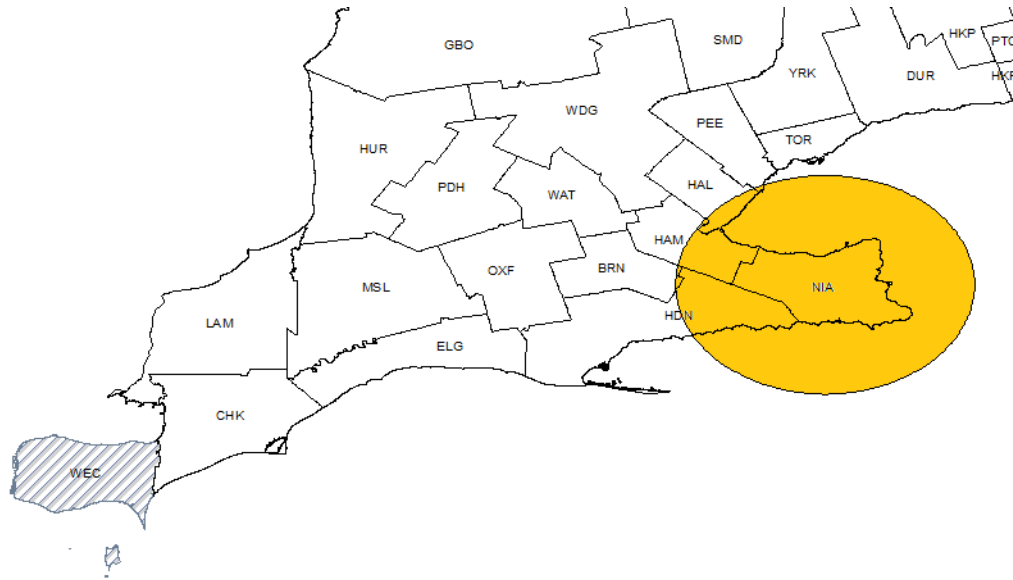 GBO
SMD
HKP
PTC
YRK
DUR
HKP
WDG
PEE
TOR
HUR
PDH
WAT
HAL
HAM
OXF
BRN
MSL
NIA
LAM
HDN
ELG
CHK
WEC